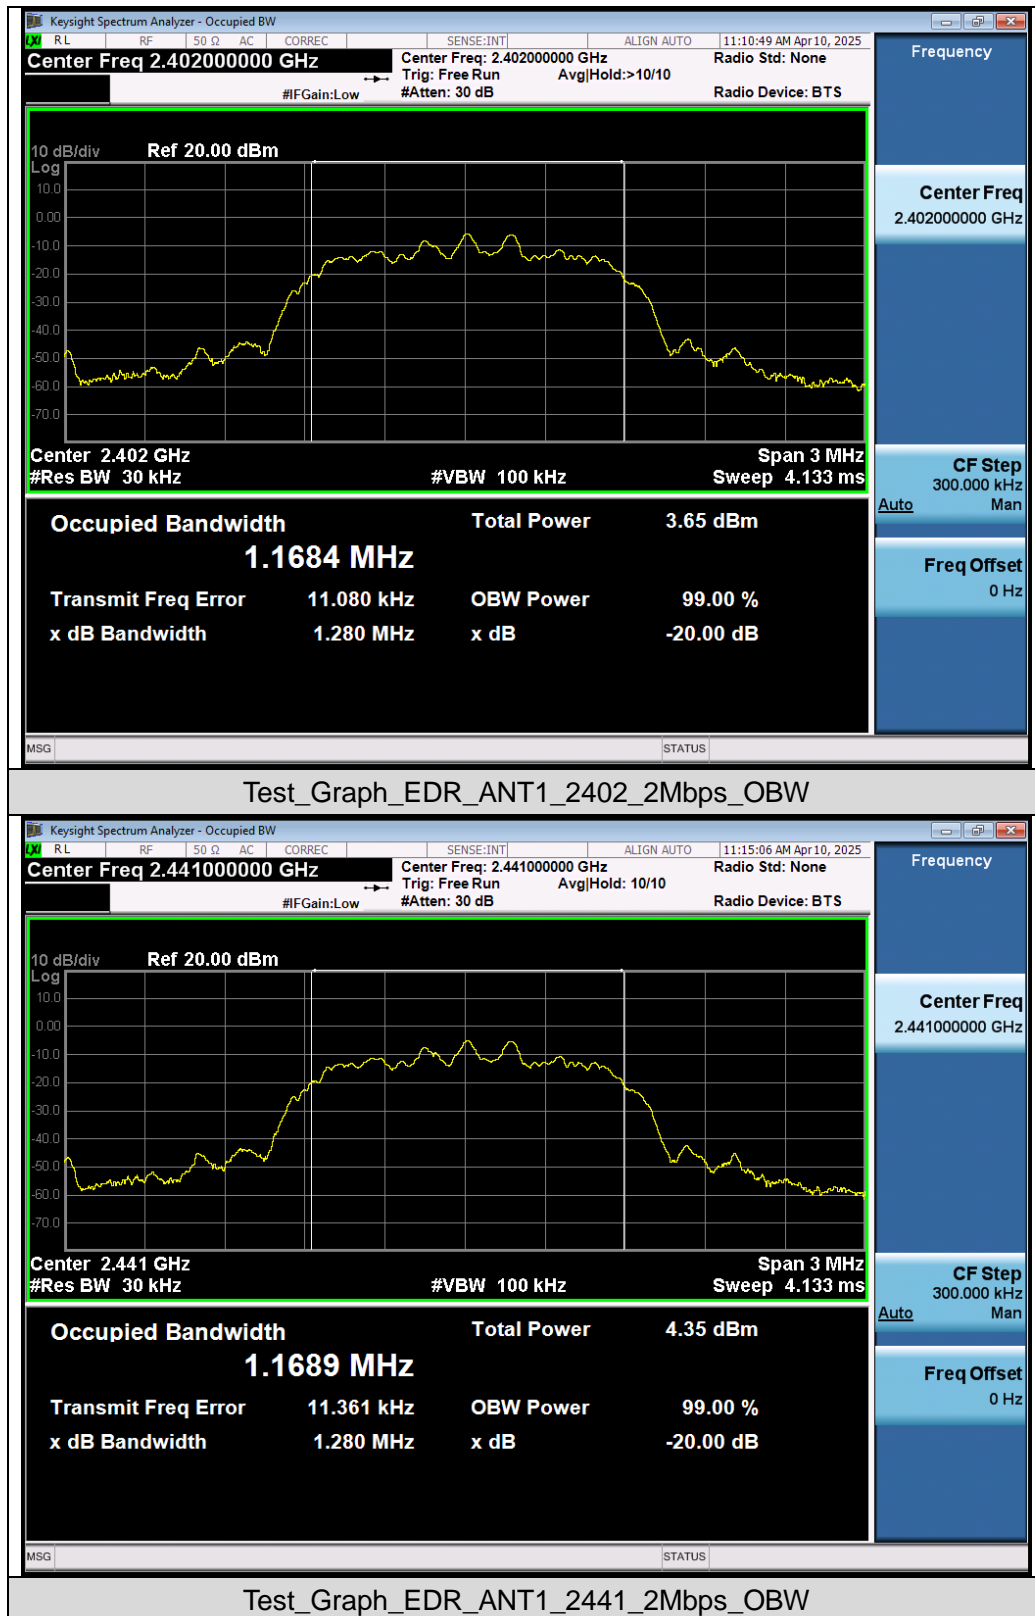 Keysight Spectrum Analyzer - Occupied BW
LXI RL RF 50 Ω AC CORREC SENSE:INT ALIGN AUTO 11:10:49 AM Apr 10, 2025
Center Freq 2.402000000 GHz Center Freq: 2.402000000 GHz Radio Std: None
Trig: Free Run Avg|Hold:>10/10
#IFGain:Low #Atten: 30 dB Radio Device: BTS
Frequency
10 dB/div Ref 20.00 dBm
Log
10.0
0.00
-10.0
-20.0
-30.0
-40.0
-50.0
-60.0
-70.0
Center 2.402 GHz Span 3 MHz
#Res BW 30 kHz #VBW 100 kHz Sweep 4.133 ms
Center Freq
2.402000000 GHz
CF Step
300.000 kHz
Auto Man
Freq Offset
0 Hz
Occupied Bandwidth Total Power 3.65 dBm
1.1684 MHz
Transmit Freq Error 11.080 kHz OBW Power 99.00 %
x dB Bandwidth 1.280 MHz x dB -20.00 dB
MSG STATUS
Test_Graph_EDR_ANT1_2402_2Mbps_OBW
Keysight Spectrum Analyzer - Occupied BW
LXI RL RF 50 Ω AC CORREC SENSE:INT ALIGN AUTO 11:15:06 AM Apr 10, 2025
Center Freq 2.441000000 GHz Center Freq: 2.441000000 GHz Radio Std: None
Trig: Free Run Avg|Hold: 10/10
#IFGain:Low #Atten: 30 dB Radio Device: BTS
Frequency
10 dB/div Ref 20.00 dBm
Log
10.0
0.00
-10.0
-20.0
-30.0
-40.0
-50.0
-60.0
-70.0
Center 2.441 GHz Span 3 MHz
#Res BW 30 kHz #VBW 100 kHz Sweep 4.133 ms
Center Freq
2.441000000 GHz
CF Step
300.000 kHz
Auto Man
Freq Offset
0 Hz
Occupied Bandwidth Total Power 4.35 dBm
1.1689 MHz
Transmit Freq Error 11.361 kHz OBW Power 99.00 %
x dB Bandwidth 1.280 MHz x dB -20.00 dB
MSG STATUS
Test_Graph_EDR_ANT1_2441_2Mbps_OBW